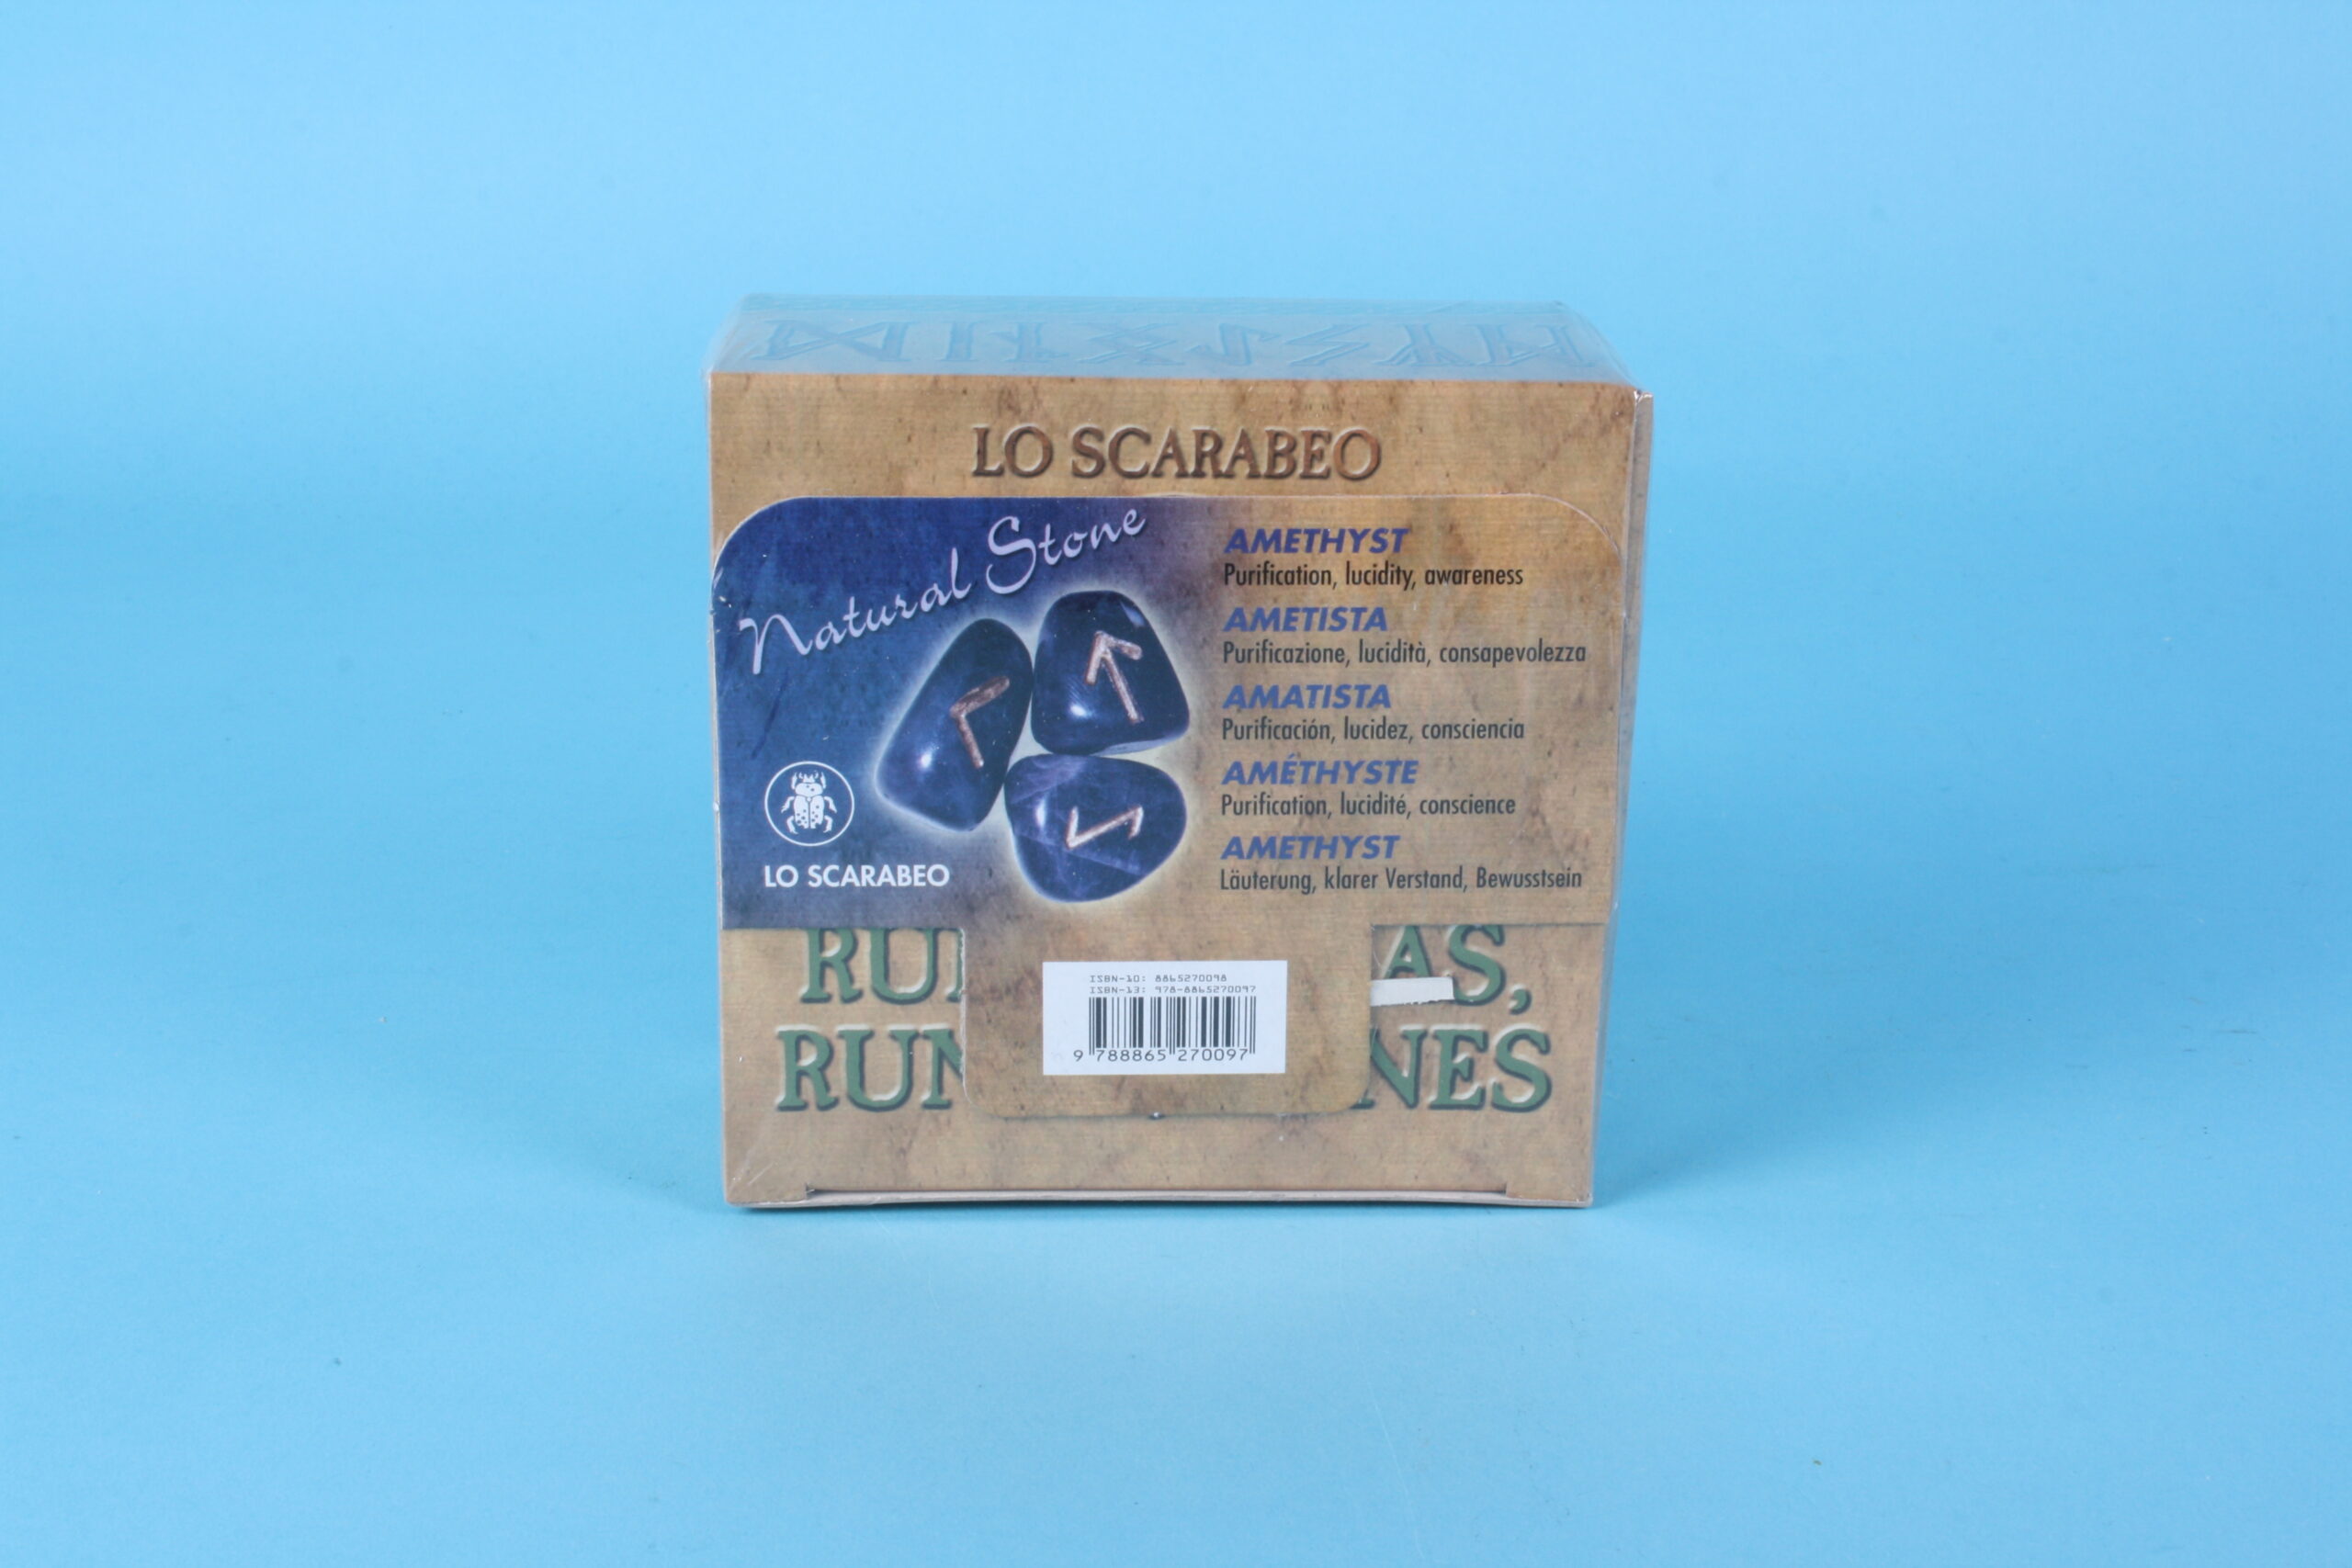 LO SCARABEO
Natural Stone
AMETHYST
Purification, lucidity, awareness
AMETISTA
Purificazione, lucidità, consapevolezza
AMATISTA
Purificación, lucidez, consciencia
AMÉTHYSTE
Purification, lucidité, conscience
AMETHYST
Läuterung, klarer Verstand, Bewusstsein
LO SCARABEO
ISBN-10: 8865270098
ISBN-13: 978-8865270097
9 788865 270097